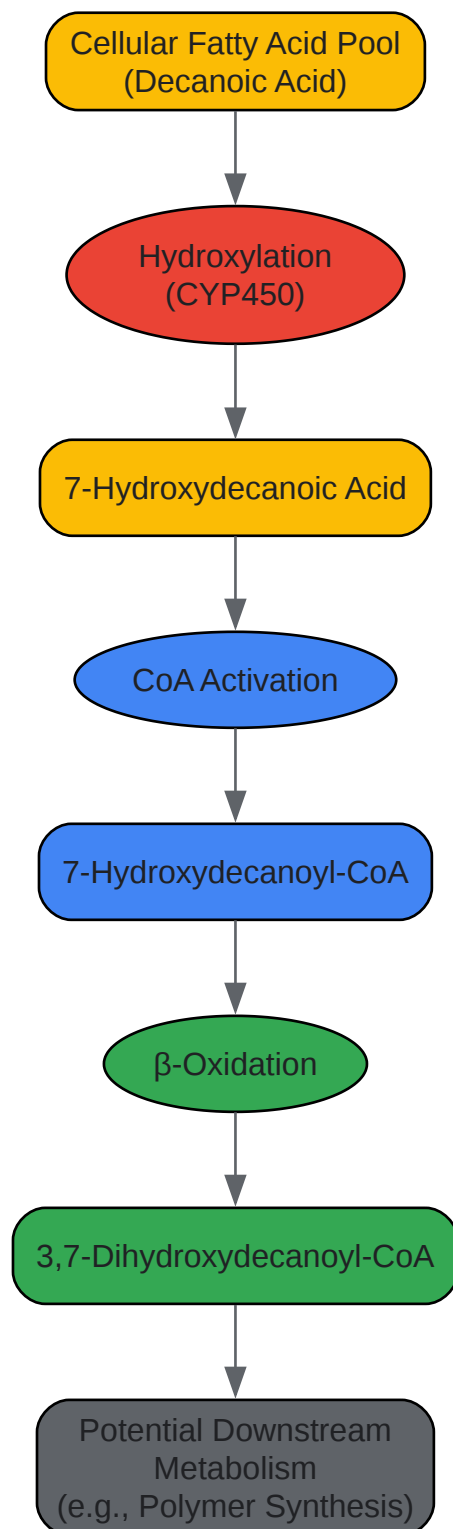 Cellular Fatty Acid Pool
(Decanoic Acid)
Hydroxylation
(CYP450)
7-Hydroxydecanoic Acid
CoA Activation
7-Hydroxydecanoyl-CoA
β-Oxidation
3,7-Dihydroxydecanoyl-CoA
Potential Downstream
Metabolism
(e.g., Polymer Synthesis)